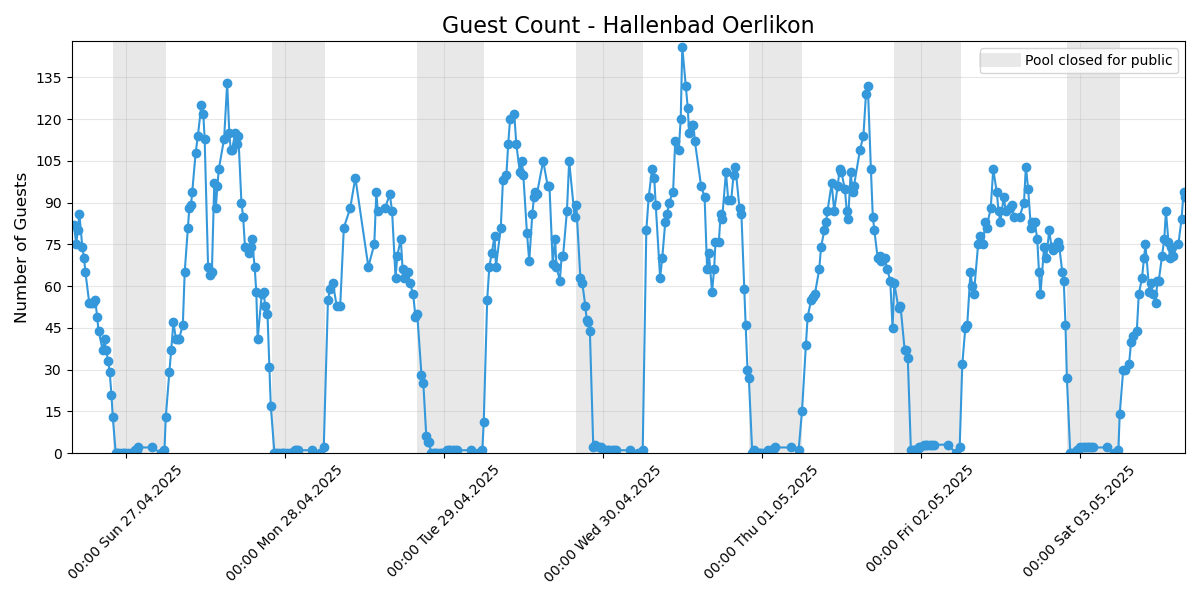 Guest Count - Hallenbad Oerlikon
Pool closed for public
Number of Guests
135
120
105
90
75
60
45
30
15
0
00:00 Sun 27.04.2025
00:00 Mon 28.04.2025
00:00 Tue 29.04.2025
00:00 Wed 30.04.2025
00:00 Thu 01.05.2025
00:00 Fri 02.05.2025
00:00 Sat 03.05.2025